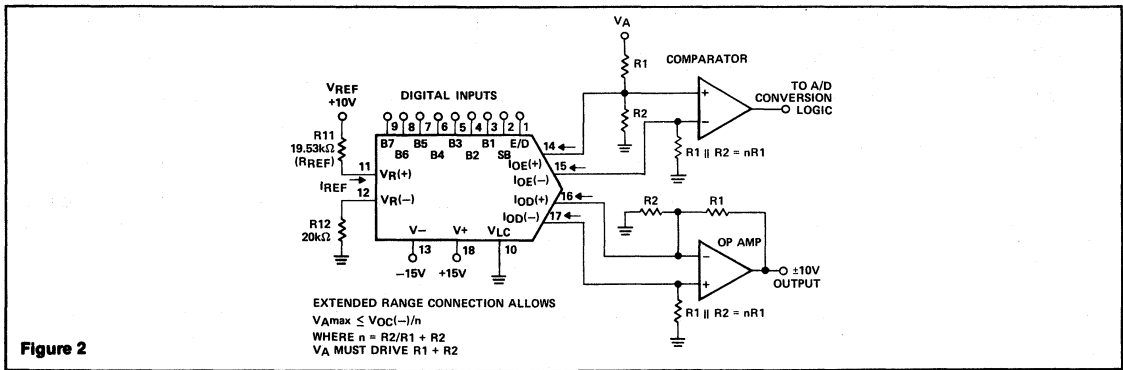 VA
R1
COMPARATOR
VREF
+10V
DIGITAL INPUTS
+
−
TO A/D
CONVERSION
LOGIC
R2
R11
19.53kΩ
(RREF)
9 8 7 6 5 4 3 2 1
B7 B5 B3 B1 E/D
B6 B4 B2 SB
14
IOE(+)
15
IOE(−)
R1 || R2 = nR1
11
VR(+)
IREF
12
VR(−)
16
IOD(+)
17
IOD(−)
R2
R1
R12
20kΩ
V− V+ VLC
13 18 10
−15V +15V
OP AMP
−
+
±10V
OUTPUT
R1 || R2 = nR1
EXTENDED RANGE CONNECTION ALLOWS
VAmax ≤ VOC(−)/n
WHERE n = R2/R1 + R2
VA MUST DRIVE R1 + R2
Figure 2